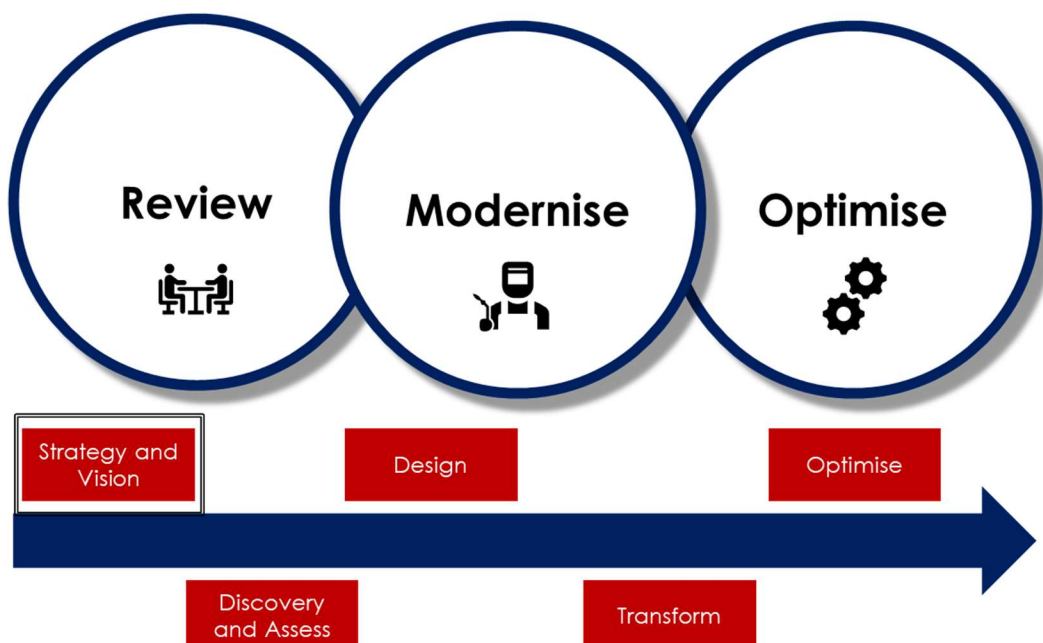 Review
Modernise
Optimise
Strategy and
Vision
Design
Optimise
Discovery
and Assess
Transform